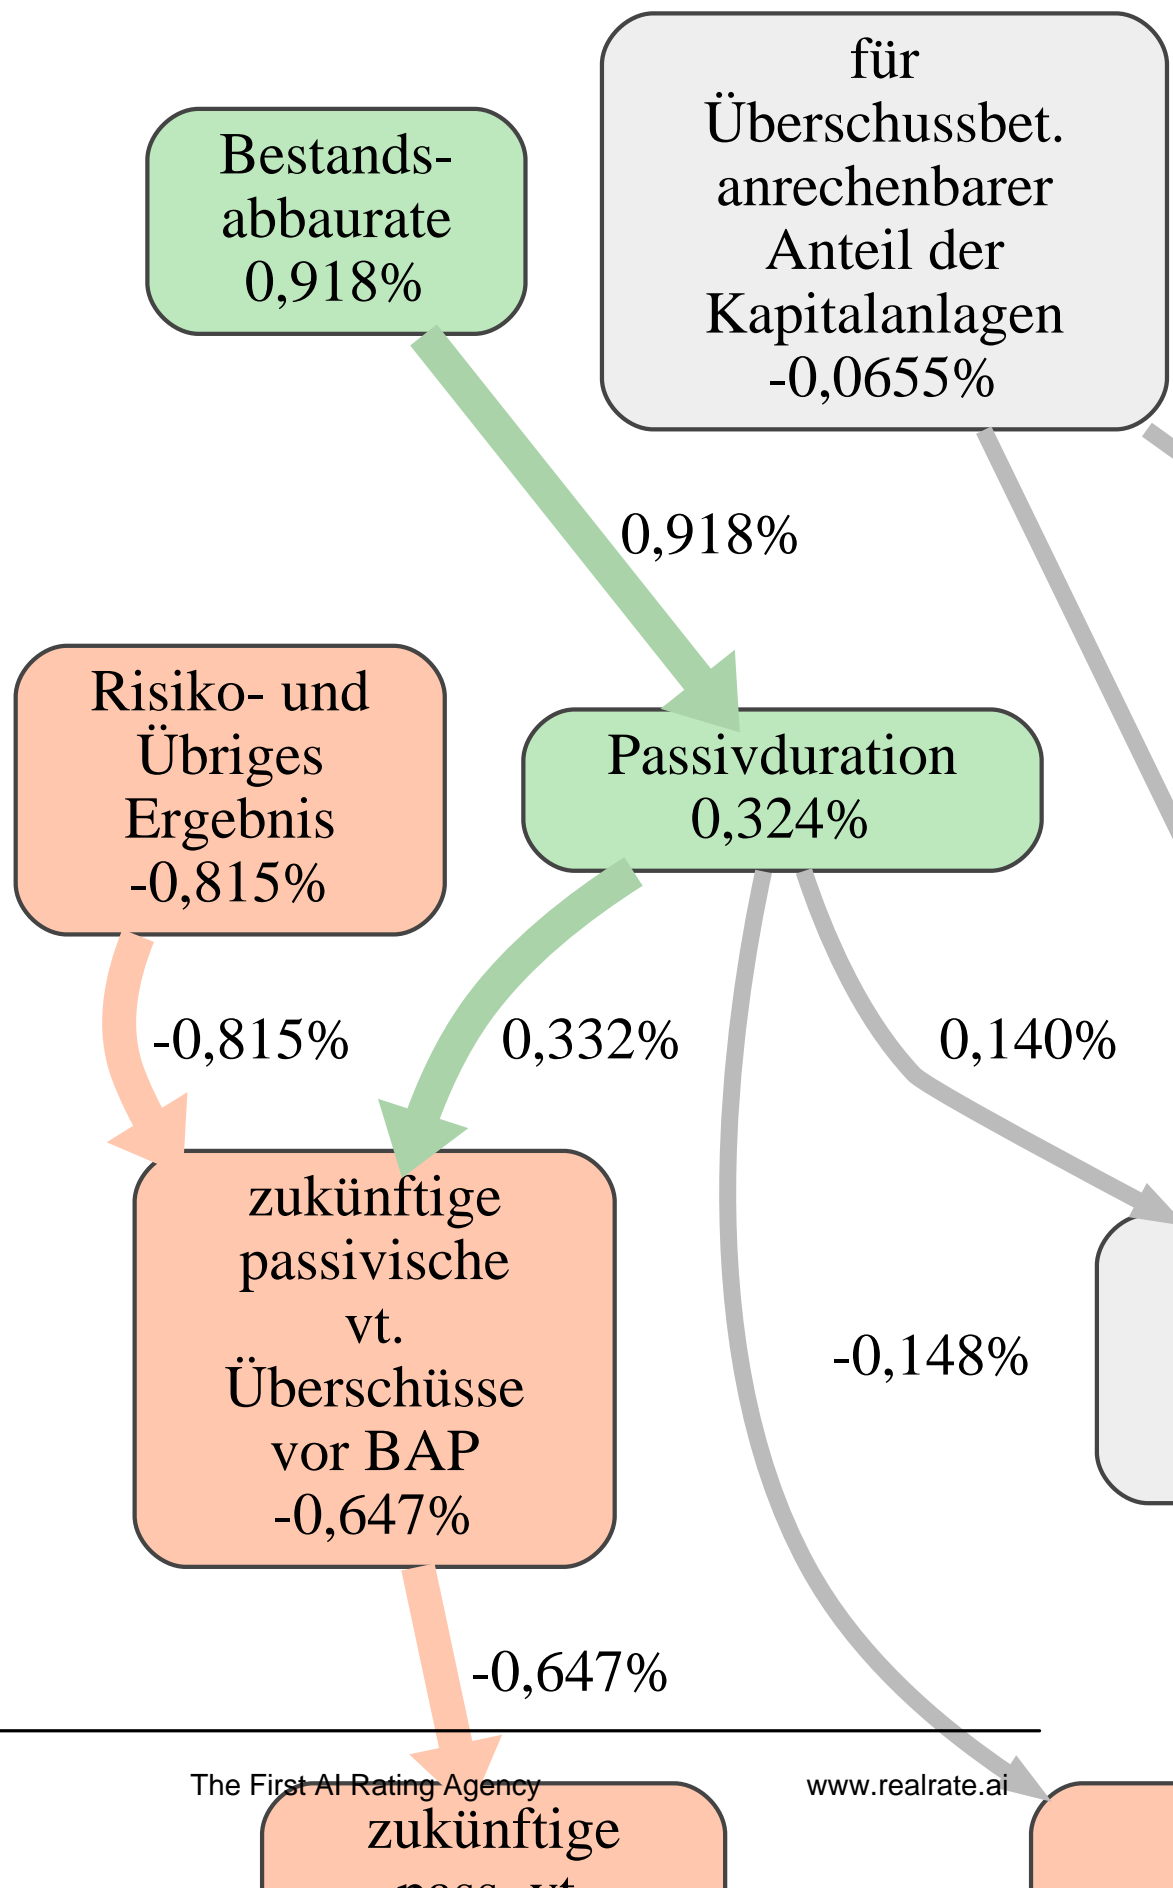 für
Überschussbet.
anrechenbarer
Anteil der
Kapitalanlagen
-0,0655%
Bestands-
abbaurate
0,918%
0,918%
Risiko- und
Übriges
Ergebnis
-0,815%
Passivduration
0,324%
-0,815%
0,332%
0,140%
zukünftige
passivische
vt.
Überschüsse
vor BAP
-0,647%
-0,148%
-0,647%
The First AI Rating Agency
www.realrate.ai
zukünftige
pass. vt.